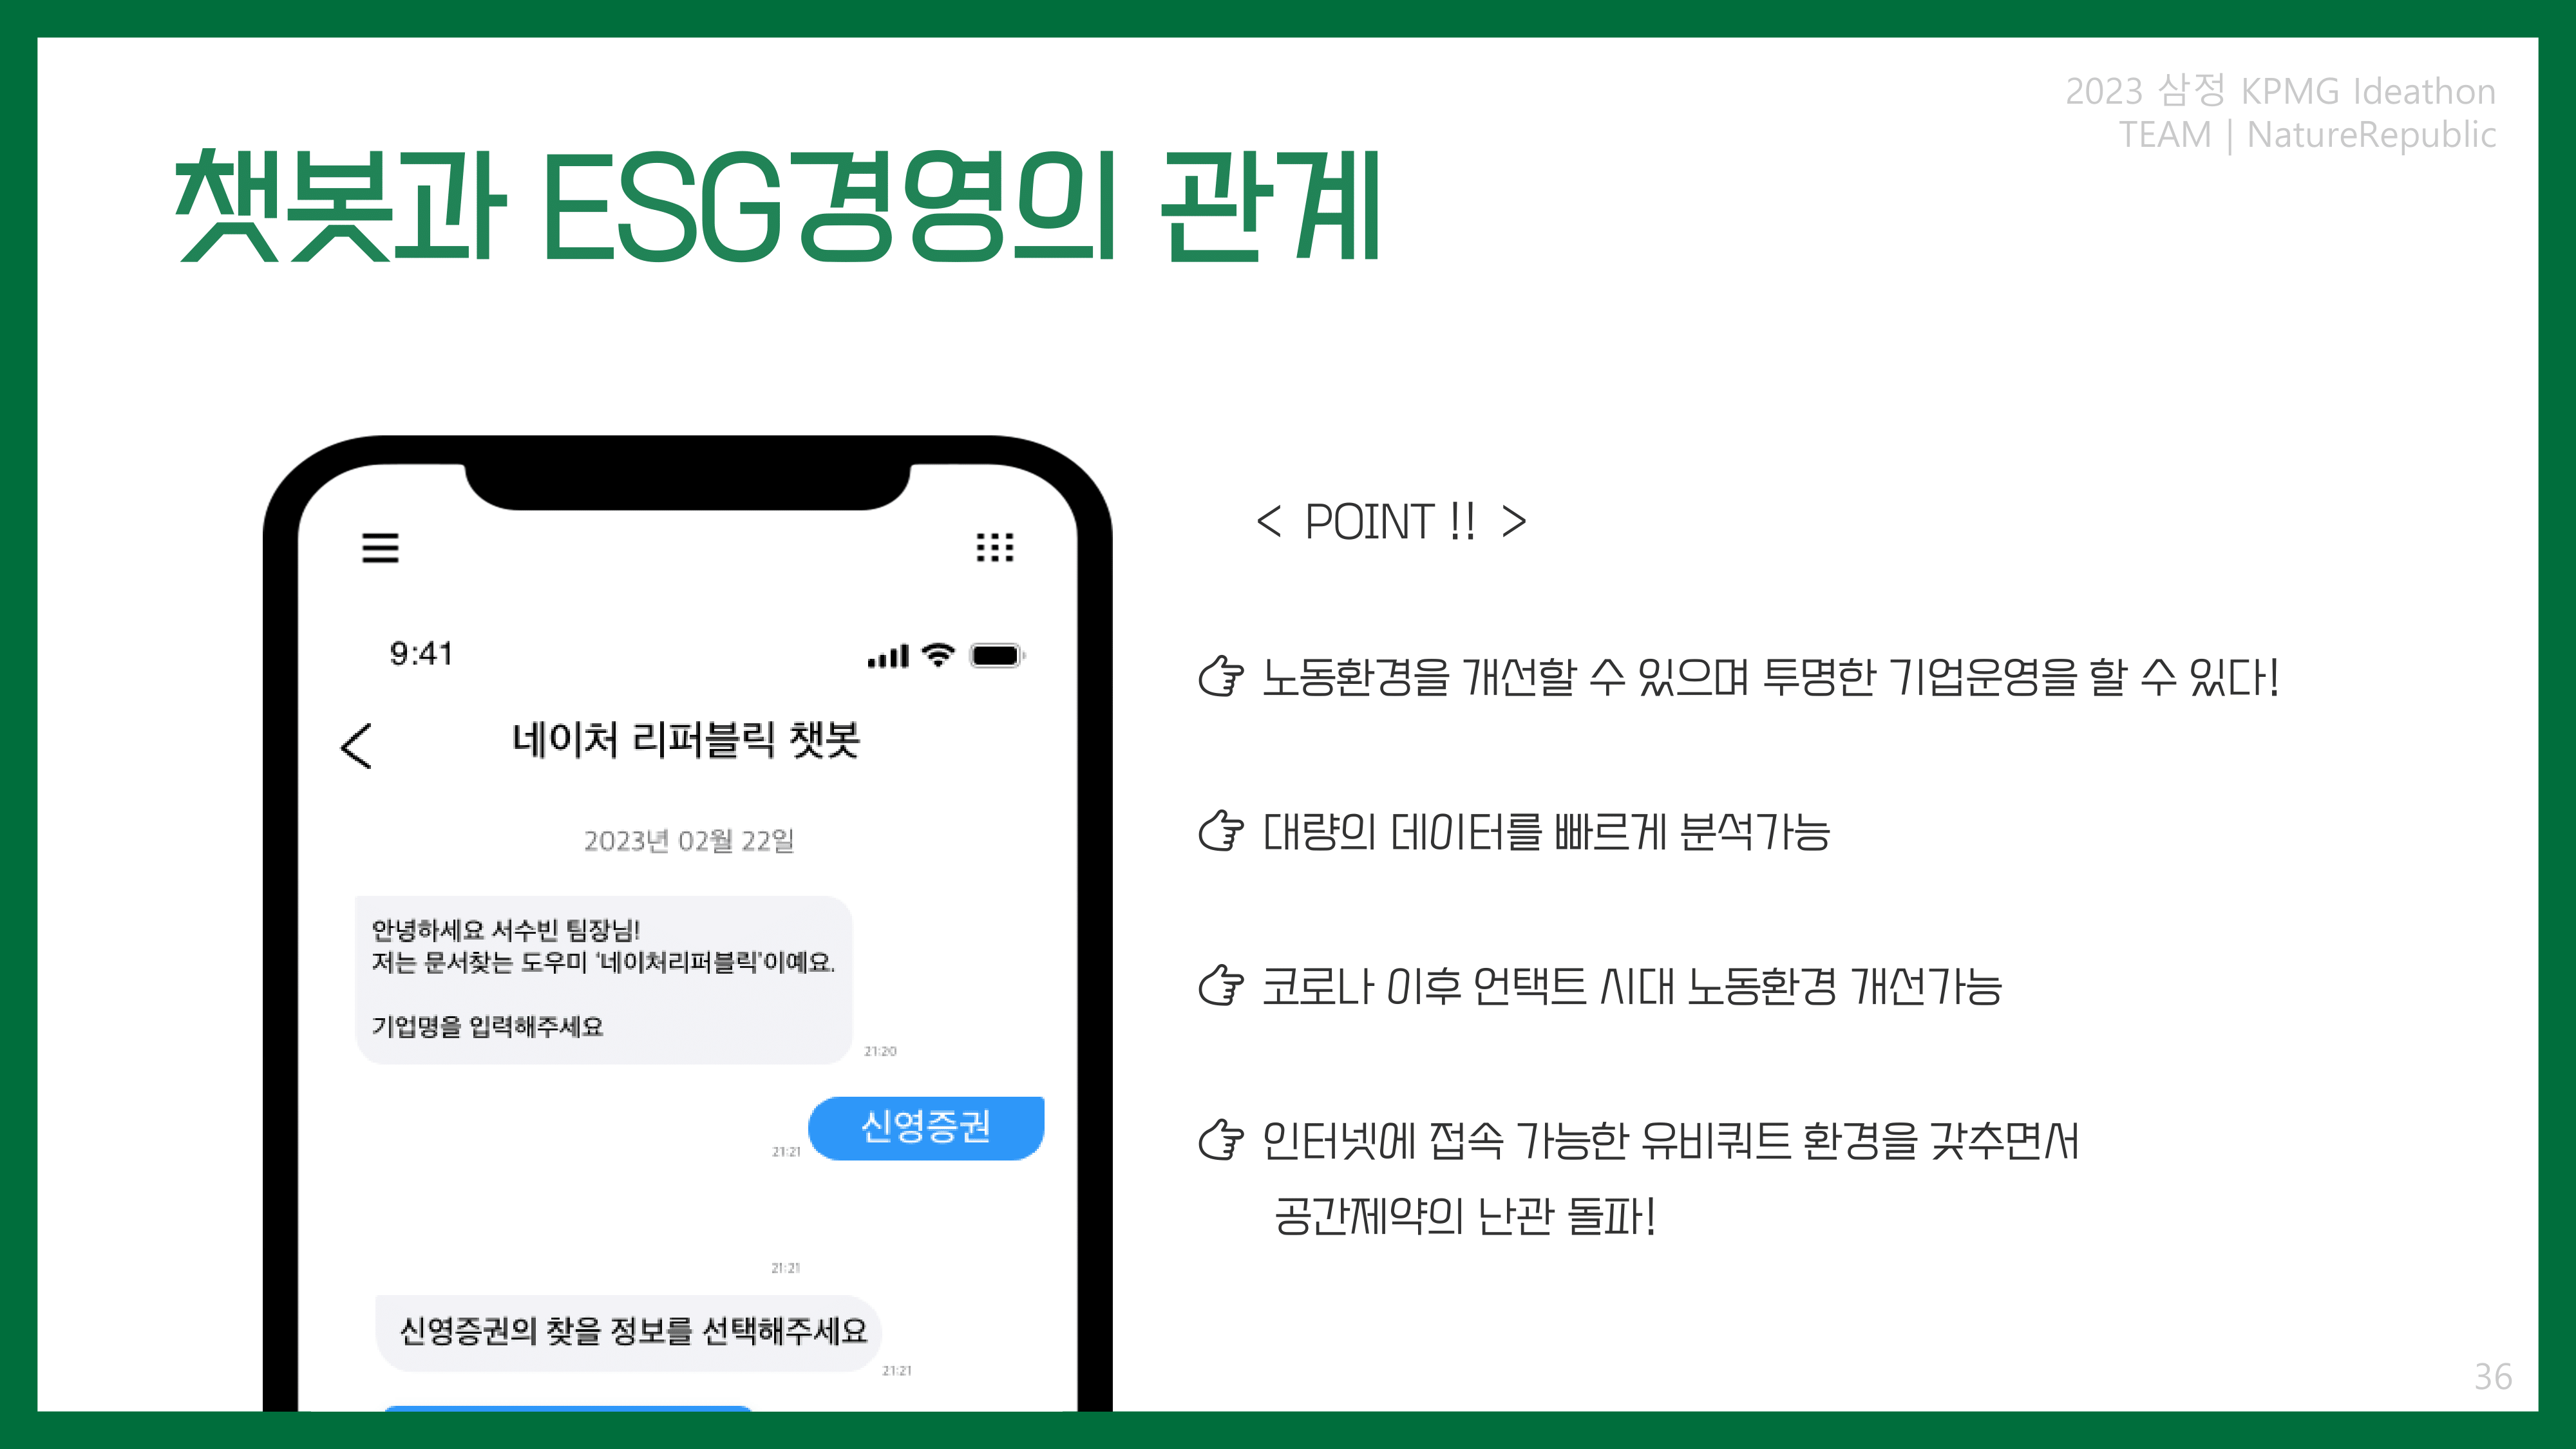 2023 삼정 KPMG Ideathon
TEAM | NatureRepublic
챗봇과 ESG경영의 관계
9:41
네이처 리퍼블릭 챗봇
2023년 02월 22일
안녕하세요 서수빈 팀장님!
저는 문서찾는 도우미 ‘네이처리퍼블릭’이예요.
기업명을 입력해주세요
21:20
신영증권
21:21
21:21
신영증권의 찾을 정보를 선택해주세요
21:21
< POINT !! >
노동환경을 개선할 수 있으며 투명한 기업운영을 할 수 있다!
대량의 데이터를 빠르게 분석가능
코로나 이후 언택트 시대 노동환경 개선가능
인터넷에 접속 가능한 유비쿼트 환경을 갖추면서
공간제약의 난관 돌파!
36